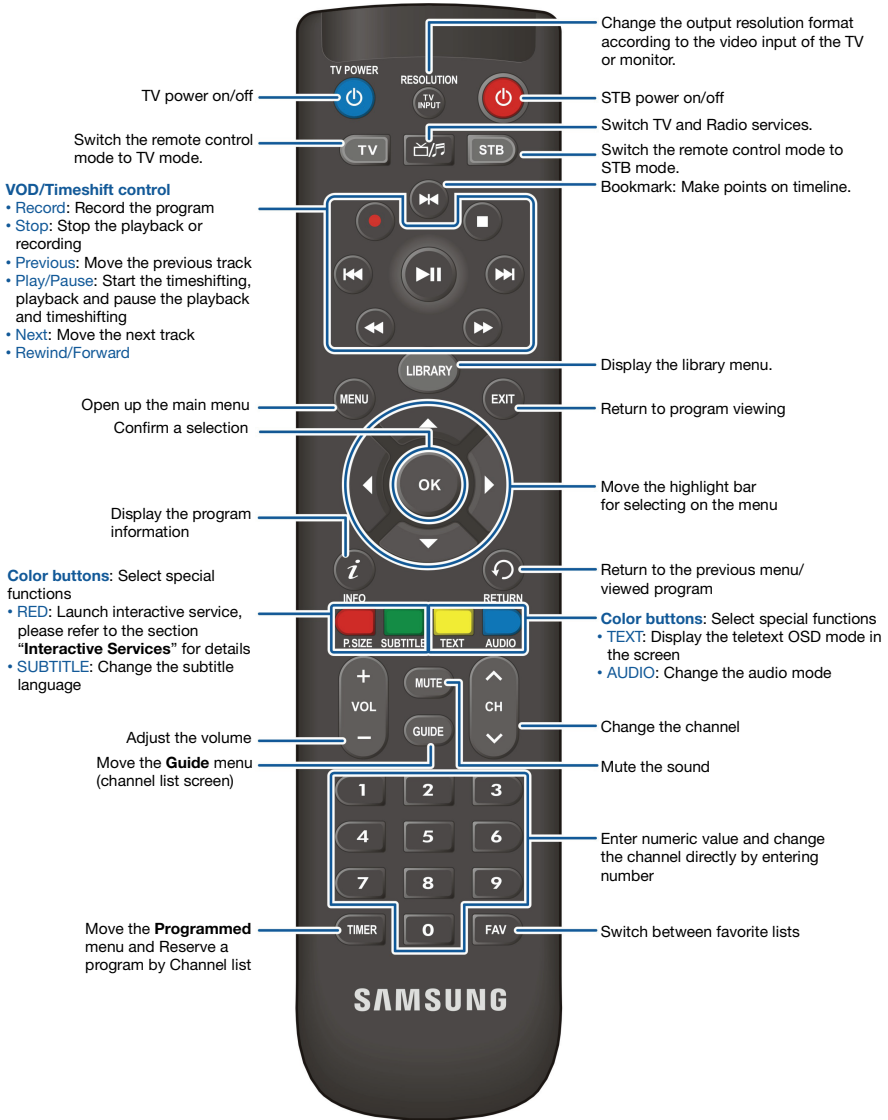 Change the output resolution format
according to the video input of the TV
or monitor.
TV POWER
RESOLUTION
TV
INPUT
TV power on/off
STB power on/off
Switch TV and Radio services.
Switch the remote control
mode to TV mode.
TV
STB
Switch the remote control mode to
STB mode.
VOD/Timeshift control
• Record: Record the program
• Stop: Stop the playback or
recording
• Previous: Move the previous track
• Play/Pause: Start the timeshifting,
playback and pause the playback
and timeshifting
• Next: Move the next track
• Rewind/Forward
Bookmark: Make points on timeline.
LIBRARY
Display the library menu.
MENU
EXIT
Open up the main menu
Return to program viewing
Confirm a selection
OK
Move the highlight bar
for selecting on the menu
Display the program
information
i
INFO
RETURN
Return to the previous menu/
viewed program
Color buttons: Select special
functions
• RED: Launch interactive service,
please refer to the section
"Interactive Services" for details
• SUBTITLE: Change the subtitle
language
P.SIZE SUBTITLE TEXT AUDIO
Color buttons: Select special functions
• TEXT: Display the teletext OSD mode in
the screen
• AUDIO: Change the audio mode
+
VOL
−
MUTE
CH
GUIDE
Adjust the volume
Change the channel
Move the Guide menu
(channel list screen)
Mute the sound
1 2 3
4 5 6
7 8 9
Enter numeric value and change
the channel directly by entering
number
TIMER 0 FAV
Move the Programmed
menu and Reserve a
program by Channel list
Switch between favorite lists
SAMSUNG